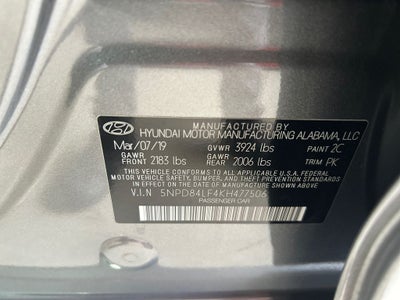 MANUFACTURED BY
HYUNDAI MOTOR MANUFACTURING ALABAMA, LLC
Mar/07/19 GVWR 3924 lbs PAINT 2C
GAWR FRONT 2183 lbs GAWR REAR 2006 lbs TRIM PK
THIS VEHICLE CONFORMS TO ALL APPLICABLE U.S.A. FEDERAL
MOTOR VEHICLE SAFETY, BUMPER, AND THEFT PREVENTION
STANDARDS IN EFFECT ON THE DATE OF MANUFACTURE SHOWN ABOVE.
V.I.N 5NPD84LF4KH477506
PASSENGER CAR